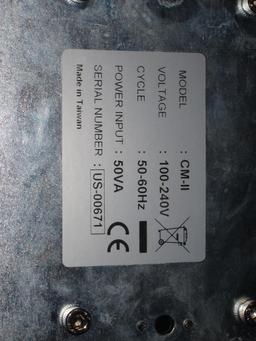 MODEL : CM-II
VOLTAGE : 100-240V
CYCLE : 50-60Hz
POWER INPUT : 50VA
SERIAL NUMBER : US-00671
Made in Taiwan
CE